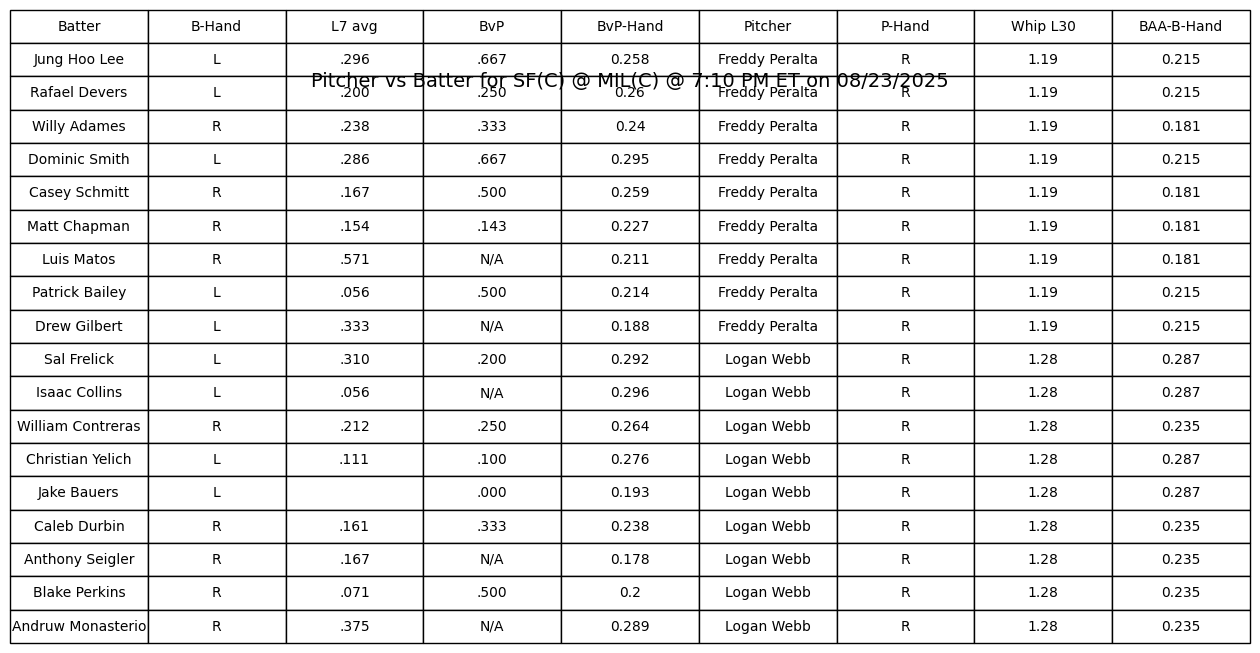 Batter B-Hand L7 avg BvP BvP-Hand Pitcher P-Hand Whip L30 BAA-B-Hand
Jung Hoo Lee L .296 .667 0.258 Freddy Peralta R 1.19 0.215
Pitcher vs Batter for SF(C) @ MIL(C) @ 7:10 PM ET on 08/23/2025
Rafael Devers L .200 .250 0.26 Freddy Peralta R 1.19 0.215
Willy Adames R .238 .333 0.24 Freddy Peralta R 1.19 0.181
Dominic Smith L .286 .667 0.295 Freddy Peralta R 1.19 0.215
Casey Schmitt R .167 .500 0.259 Freddy Peralta R 1.19 0.181
Matt Chapman R .154 .143 0.227 Freddy Peralta R 1.19 0.181
Luis Matos R .571 N/A 0.211 Freddy Peralta R 1.19 0.181
Patrick Bailey L .056 .500 0.214 Freddy Peralta R 1.19 0.215
Drew Gilbert L .333 N/A 0.188 Freddy Peralta R 1.19 0.215
Sal Frelick L .310 .200 0.292 Logan Webb R 1.28 0.287
Isaac Collins L .056 N/A 0.296 Logan Webb R 1.28 0.287
William Contreras R .212 .250 0.264 Logan Webb R 1.28 0.235
Christian Yelich L .111 .100 0.276 Logan Webb R 1.28 0.287
Jake Bauers L .000 0.193 Logan Webb R 1.28 0.287
Caleb Durbin R .161 .333 0.238 Logan Webb R 1.28 0.235
Anthony Seigler R .167 N/A 0.178 Logan Webb R 1.28 0.235
Blake Perkins R .071 .500 0.2 Logan Webb R 1.28 0.235
Andruw Monasterio R .375 N/A 0.289 Logan Webb R 1.28 0.235